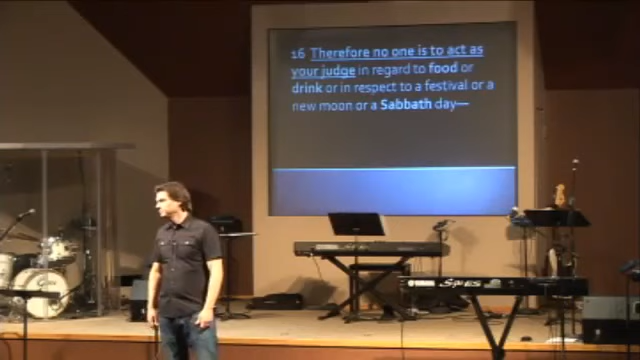 16 Therefore no one is to act as
your judge in regard to food or
drink or in respect to a festival or a
new moon or a Sabbath day—
YAMAHA